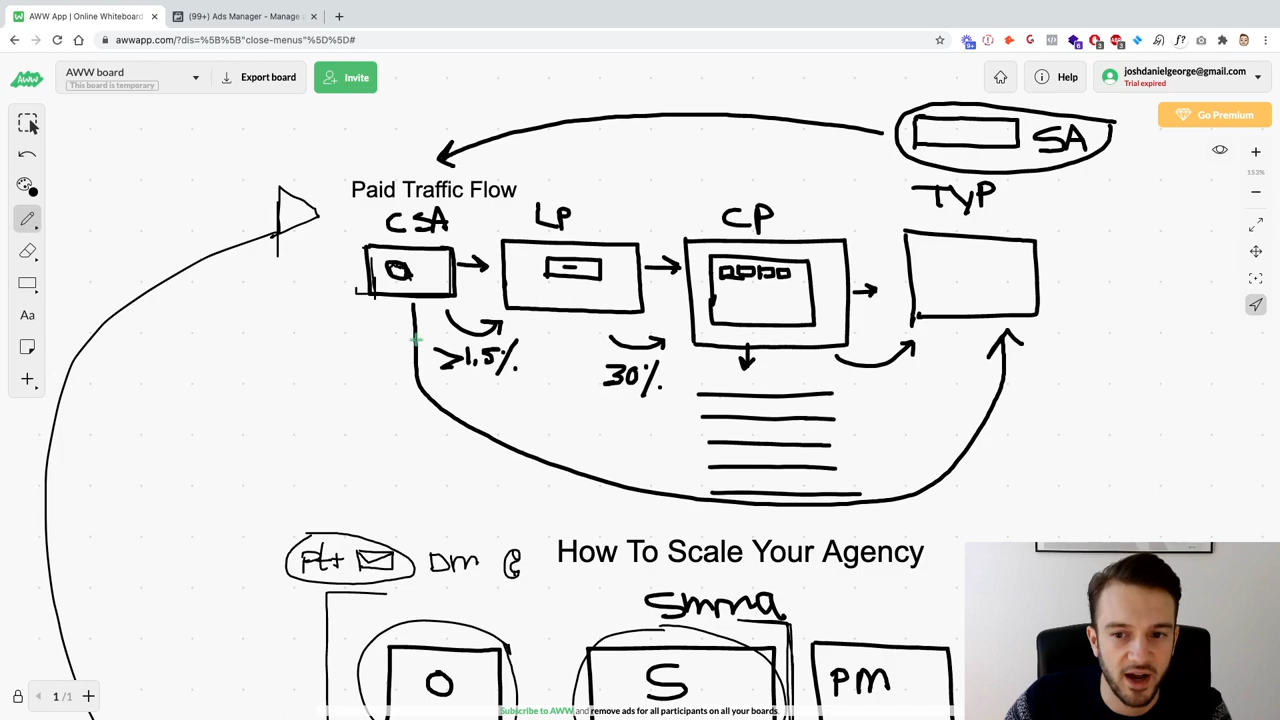 AWW App | Online Whiteboard
(99+) Ads Manager - Manage
awwapp.com/?dis=%5B%5B"close-menus"%5D%5D#
AWW
AWW board
This board is temporary
Export board
Invite
Help
joshdanielgeorge@gmail.com
Trial expired
Go Premium
153%
SA
TYP
Paid Traffic Flow
CSA
LP
CP
>1.5%
30%
pt+
DM
How To Scale Your Agency
Smma
O
S
PM
Aa
1/1
Subscribe to AWW and remove ads for all participants on all your boards.